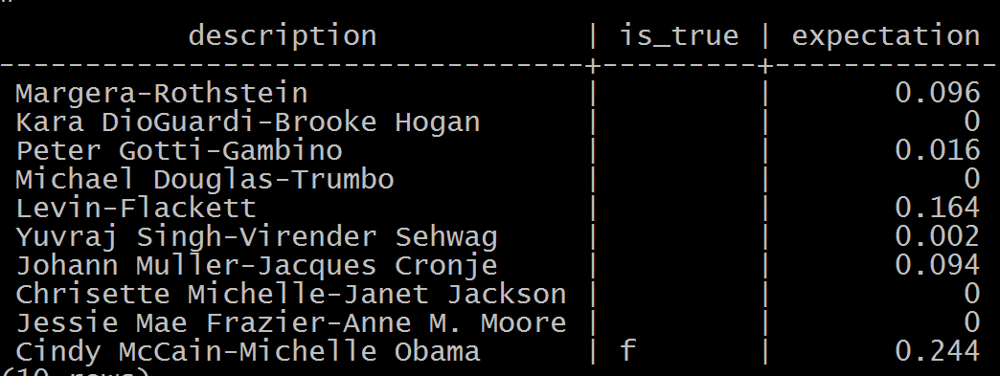 description | is_true | expectation
---------------------------------+---------+-------------
Margera-Rothstein | | 0.096
Kara DioGuardi-Brooke Hogan | | 0
Peter Gotti-Gambino | | 0.016
Michael Douglas-Trumbo | | 0
Levin-Flackett | | 0.164
Yuvraj Singh-Virender Sehwag | | 0.002
Johann Muller-Jacques Cronje | | 0.094
Chrisette Michelle-Janet Jackson | | 0
Jessie Mae Frazier-Anne M. Moore | | 0
Cindy McCain-Michelle Obama | f | 0.244
(10 rows)